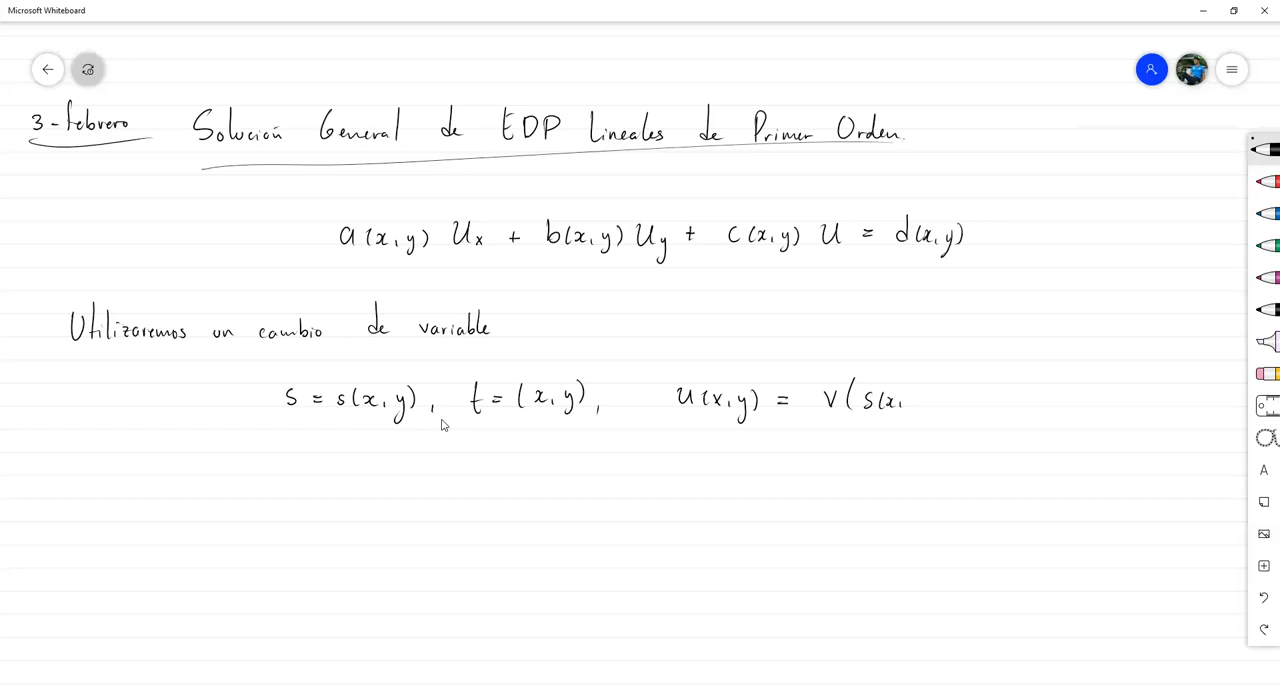 Microsoft Whiteboard
3-febrero Solución General de EDP Lineales de Primer Orden.
a(x,y) Ux + b(x,y) Uy + c(x,y) U = d(x,y)
Utilizaremos un cambio de variable
s = s(x,y), t = (x,y), u(x,y) = v(s(x,
A